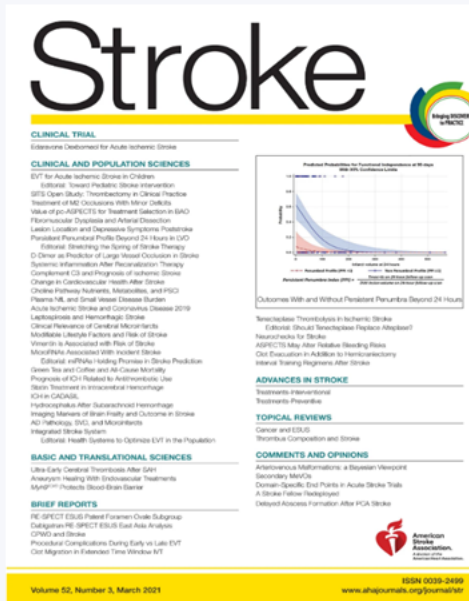 Stroke
Bringing DISCOVERY
to PRACTICE
CLINICAL TRIAL
Edaravone Dexborneol for Acute Ischemic Stroke
CLINICAL AND POPULATION SCIENCES
EVT for Acute Ischemic Stroke in Children
Editorial: Toward Pediatric Stroke Intervention
SITS Open Study: Thrombectomy in Clinical Practice
Treatment of M2 Occlusions With Minor Deficits
Value of pc-ASPECTS for Treatment Selection in BAO
Fibromuscular Dysplasia and Arterial Dissection
Lesion Location and Depressive Symptoms Poststroke
Persistent Penumbral Profile Beyond 24 Hours in LVO
Editorial: Stretching the Spring of Stroke Therapy
D-Dimer as Predictor of Large Vessel Occlusion in Stroke
Systemic Inflammation After Recanalization Therapy
Complement C3 and Prognosis of Ischemic Stroke
Change in Cardiovascular Health After Stroke
Choline Pathway Nutrients, Metabolites, and PSCI
Plasma NfL and Small Vessel Disease Burden
Acute Ischemic Stroke and Coronavirus Disease 2019
Leptospirosis and Hemorrhagic Stroke
Clinical Relevance of Cerebral Microinfarcts
Modifiable Lifestyle Factors and Risk of Stroke
Vimentin Is Associated with Risk of Stroke
MicroRNAs Associated With Incident Stroke
Editorial: miRNAs Holding Promise in Stroke Prediction
Green Tea and Coffee and All-Cause Mortality
Prognosis of ICH Related to Antithrombotic Use
Statin Treatment in Intracerebral Hemorrhage
ICH in CADASIL
Hydrocephalus After Subarachnoid Hemorrhage
Imaging Markers of Brain Frailty and Outcome in Stroke
AD Pathology, SVD, and Microinfarcts
Integrated Stroke System
Editorial: Health Systems to Optimize EVT in the Population
BASIC AND TRANSLATIONAL SCIENCES
Ultra-Early Cerebral Thrombosis After SAH
Aneurysm Healing With Endovascular Treatments
Protects Blood-Brain Barrier
BRIEF REPORTS
RE-SPECT ESUS Patent Foramen Ovale Subgroup
Dabigatran RE-SPECT ESUS East Asia Analysis
CPWD and Stroke
Procedural Complications During Early vs Late EVT
Clot Migration in Extended Time Window IVT
Predicted Probabilities for Functional Independence at 90 days
With 95% Confidence Limits
Probability
Outcomes With and Without Persistent Penumbra Beyond 24 Hours
Tenecteplase Thrombolysis in Ischemic Stroke
Editorial: Should Tenecteplase Replace Alteplase?
Neurochecks for Stroke
ASPECTS May Alter Relative Bleeding Risks
Clot Evacuation in Addition to Hemicraniectomy
Interval Training Regimens After Stroke
ADVANCES IN STROKE
Treatments-Interventional
Treatments-Preventive
TOPICAL REVIEWS
Cancer and ESUS
Thrombus Composition and Stroke
COMMENTS AND OPINIONS
Arteriovenous Malformations: a Bayesian Viewpoint
Secondary MeVOs
Domain-Specific End Points in Acute Stroke Trials
A Stroke Fellow Redeployed
Delayed Abscess Formation After PCA Stroke
American
Stroke
Association.
A division of the
American Heart Association.
Volume 52, Number 3, March 2021
ISSN 0039-2499
www.ahajournals.org/journal/str